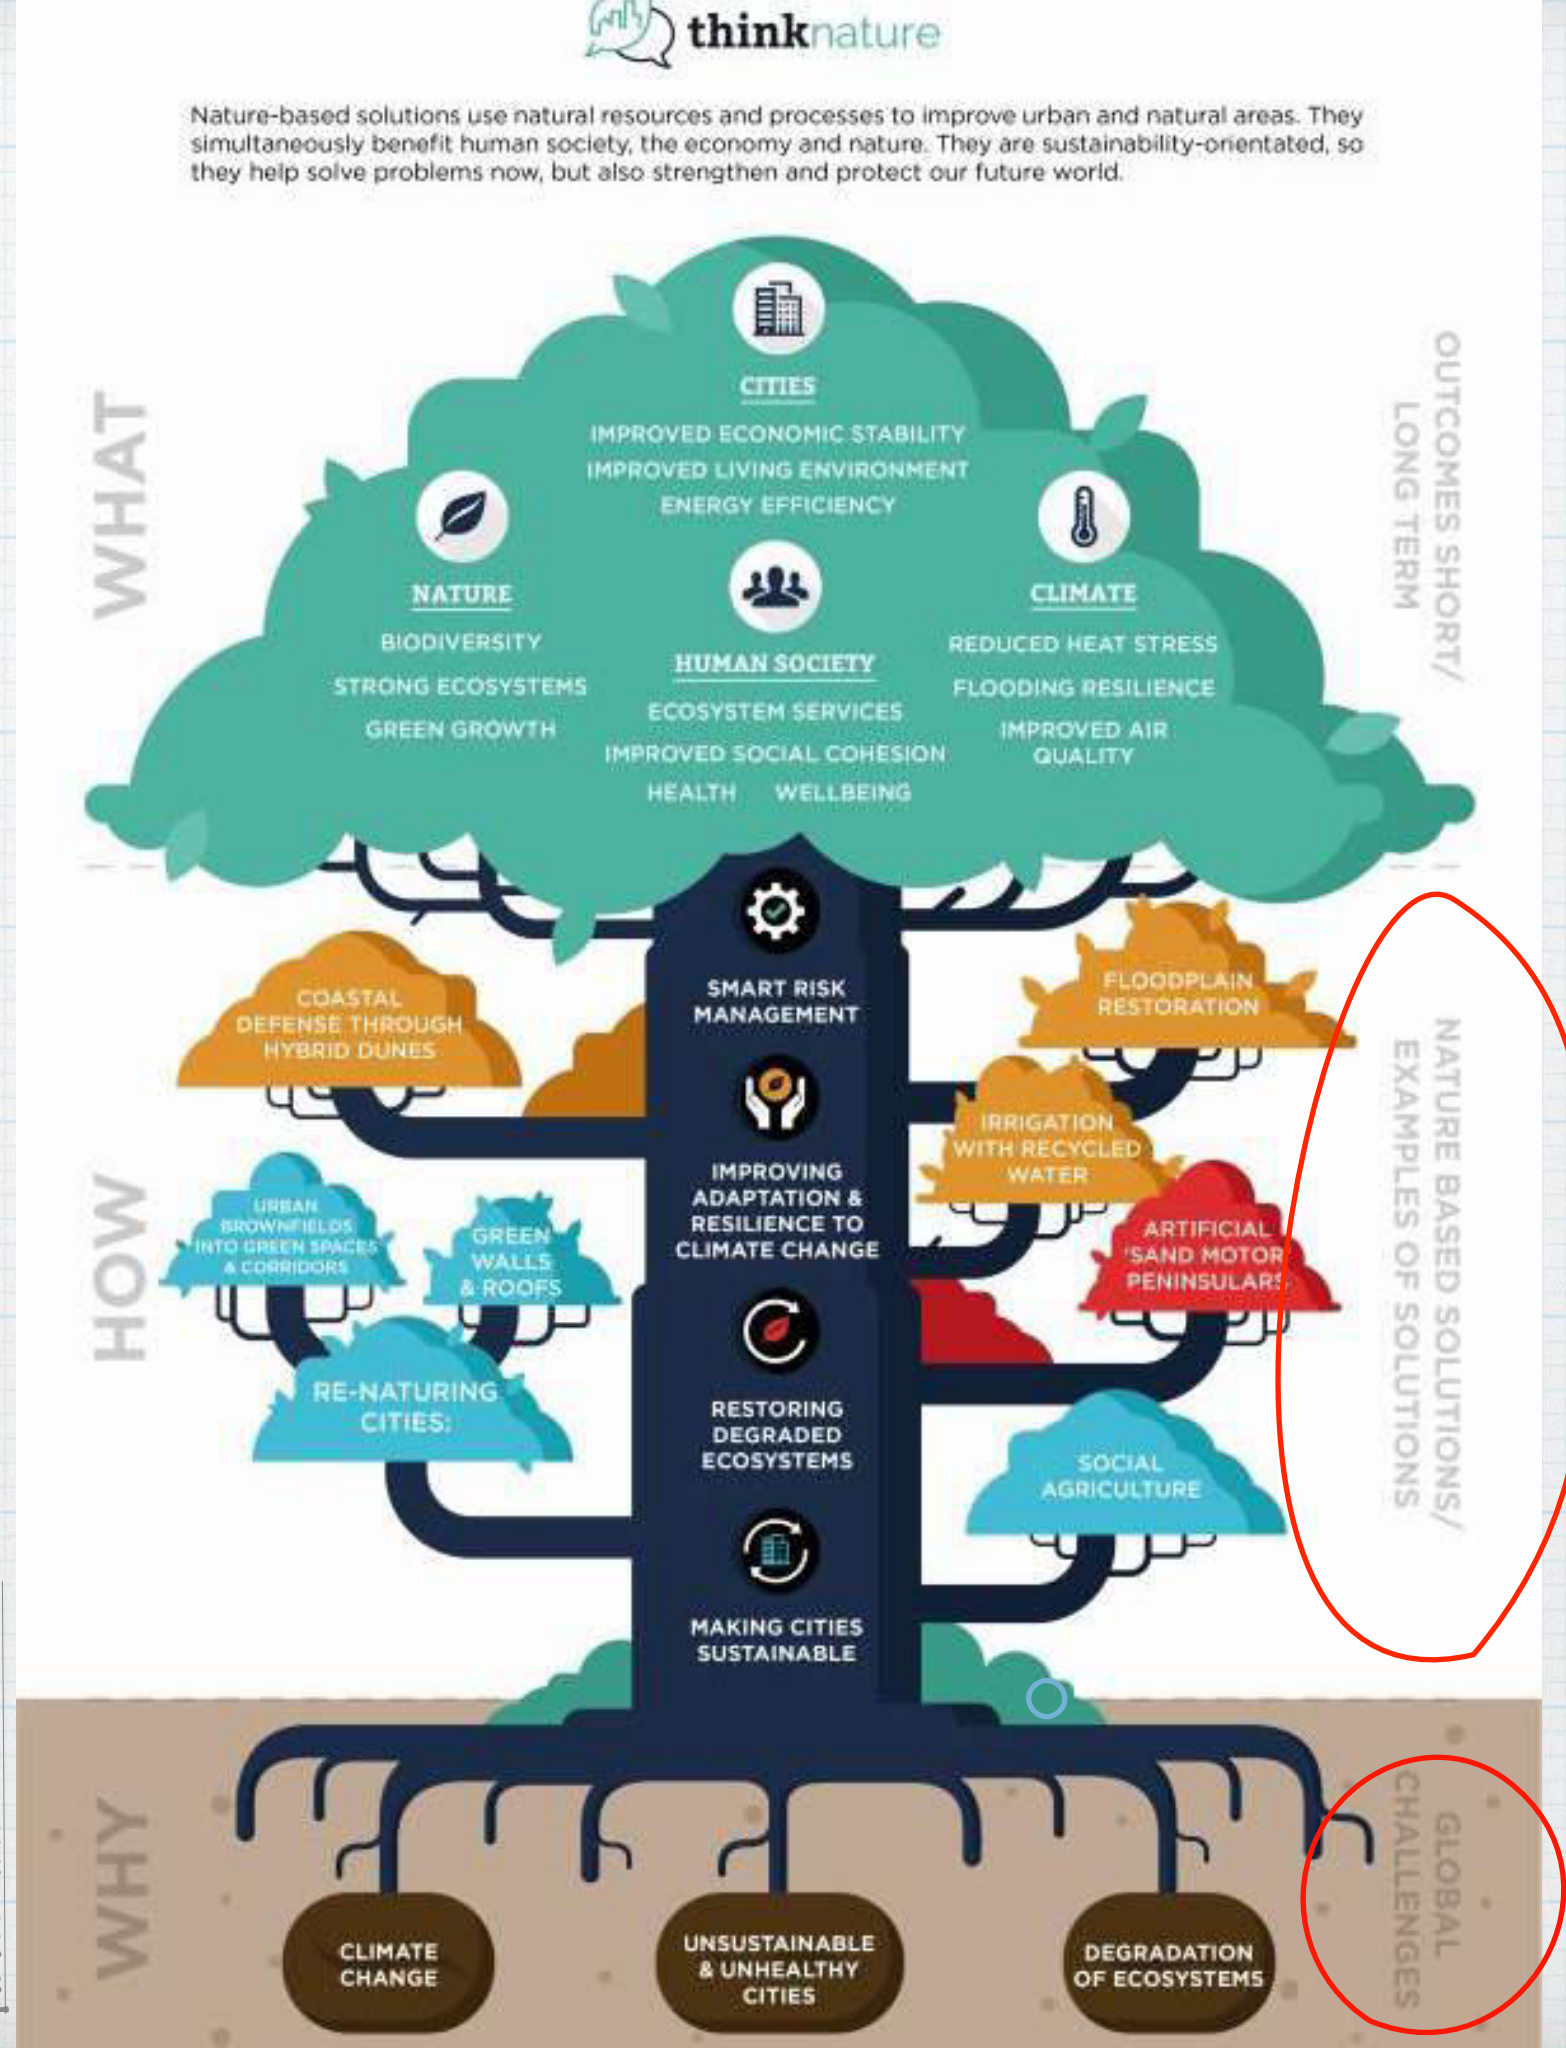 thinknature
Nature-based solutions use natural resources and processes to improve urban and natural areas. They
simultaneously benefit human society, the economy and nature. They are sustainability-orientated, so
they help solve problems now, but also strengthen and protect our future world.
WHAT
OUTCOMES SHORT/
LONG TERM
CITIES
IMPROVED ECONOMIC STABILITY
IMPROVED LIVING ENVIRONMENT
ENERGY EFFICIENCY
NATURE
BIODIVERSITY
STRONG ECOSYSTEMS
GREEN GROWTH
HUMAN SOCIETY
ECOSYSTEM SERVICES
IMPROVED SOCIAL COHESION
HEALTH WELLBEING
CLIMATE
REDUCED HEAT STRESS
FLOODING RESILIENCE
IMPROVED AIR
QUALITY
HOW
NATURE BASED SOLUTIONS/
EXAMPLES OF SOLUTIONS
SMART RISK
MANAGEMENT
IMPROVING
ADAPTATION &
RESILIENCE TO
CLIMATE CHANGE
RESTORING
DEGRADED
ECOSYSTEMS
MAKING CITIES
SUSTAINABLE
COASTAL
DEFENSE THROUGH
HYBRID DUNES
URBAN
BROWNFIELDS
INTO GREEN SPACES
& CORRIDORS
GREEN
WALLS
& ROOFS
RE-NATURING
CITIES:
FLOODPLAIN
RESTORATION
IRRIGATION
WITH RECYCLED
WATER
ARTIFICIAL
'SAND MOTOR'
PENINSULARS
SOCIAL
AGRICULTURE
WHY
GLOBAL
CHALLENGES
CLIMATE
CHANGE
UNSUSTAINABLE
& UNHEALTHY
CITIES
DEGRADATION
OF ECOSYSTEMS